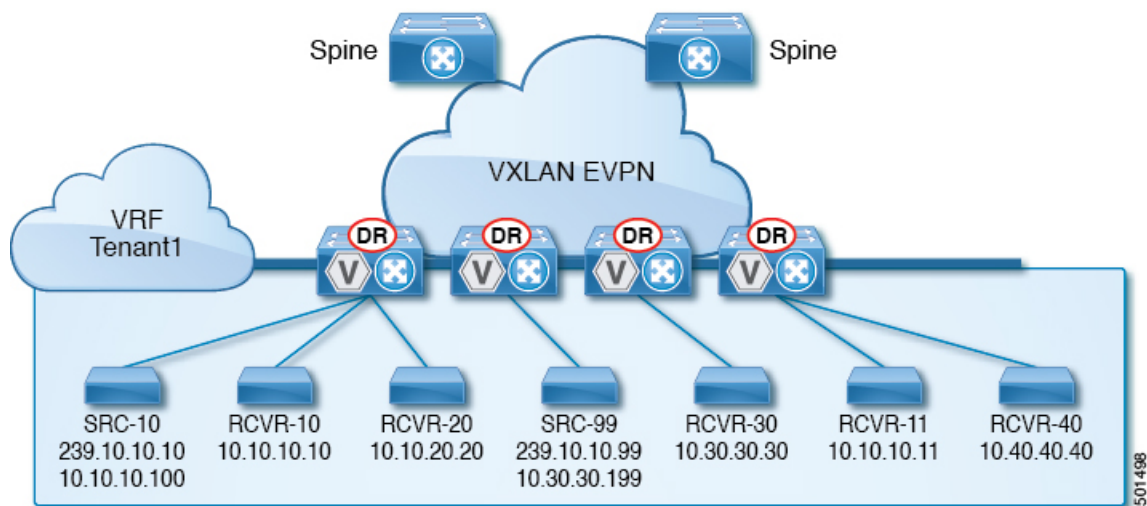 Spine
Spine
VXLAN EVPN
VRF
Tenant1
DR
DR
DR
DR
V
V
V
V
SRC-10
239.10.10.10
10.10.10.100
RCVR-10
10.10.10.10
RCVR-20
10.10.20.20
SRC-99
239.10.10.99
10.30.30.199
RCVR-30
10.30.30.30
RCVR-11
10.10.10.11
RCVR-40
10.40.40.40
501498